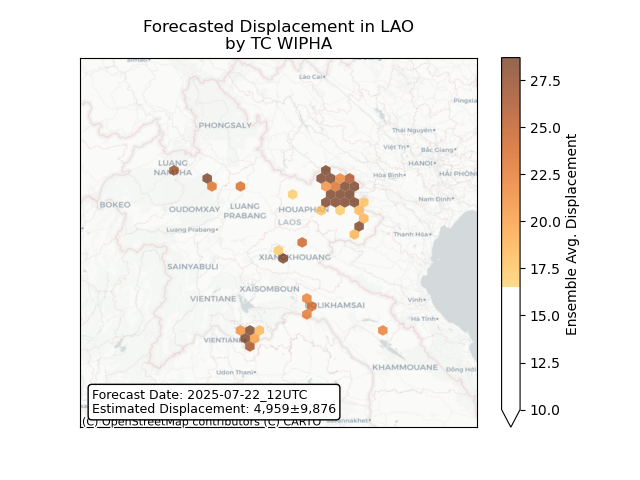 Forecasted Displacement in LAO
by TC WIPHA
Lào Cai
Pingxia
PHONGSALY
Thái Nguyên
Việt Trì
Bắc Giang
HANOI
HẢI PHÒNG
LUANG
NAMTHA
Hòa Bình
Nam Định
BOKEO
OUDOMXAY
LUANG
PRABANG
HOUAPHAN
LAOS
Luang Prabang
Thanh Hóa
XIANGKHOUANG
SAINYABULI
XAISOMBOUN
VIENTIANE
BOLIKHAMSAI
Vinh
Hà Tĩnh
VIENTIANE
Udon Thani
KHAMMOUANE
Đồng Hới
Forecast Date: 2025-07-22_12UTC
Estimated Displacement: 4,959±9,876
(C) OpenStreetMap contributors (C) CARTO
27.5
25.0
22.5
20.0
17.5
15.0
12.5
10.0
Ensemble Avg. Displacement